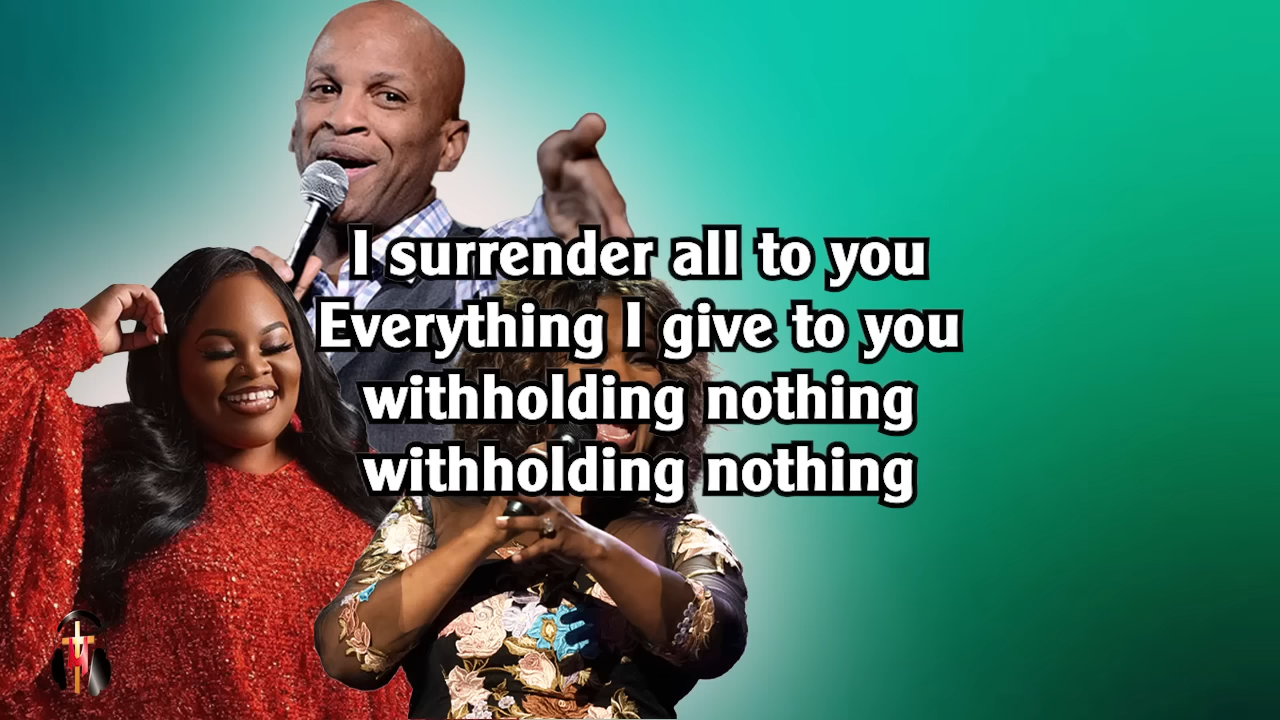 I surrender all to you
Everything I give to you
withholding nothing
withholding nothing